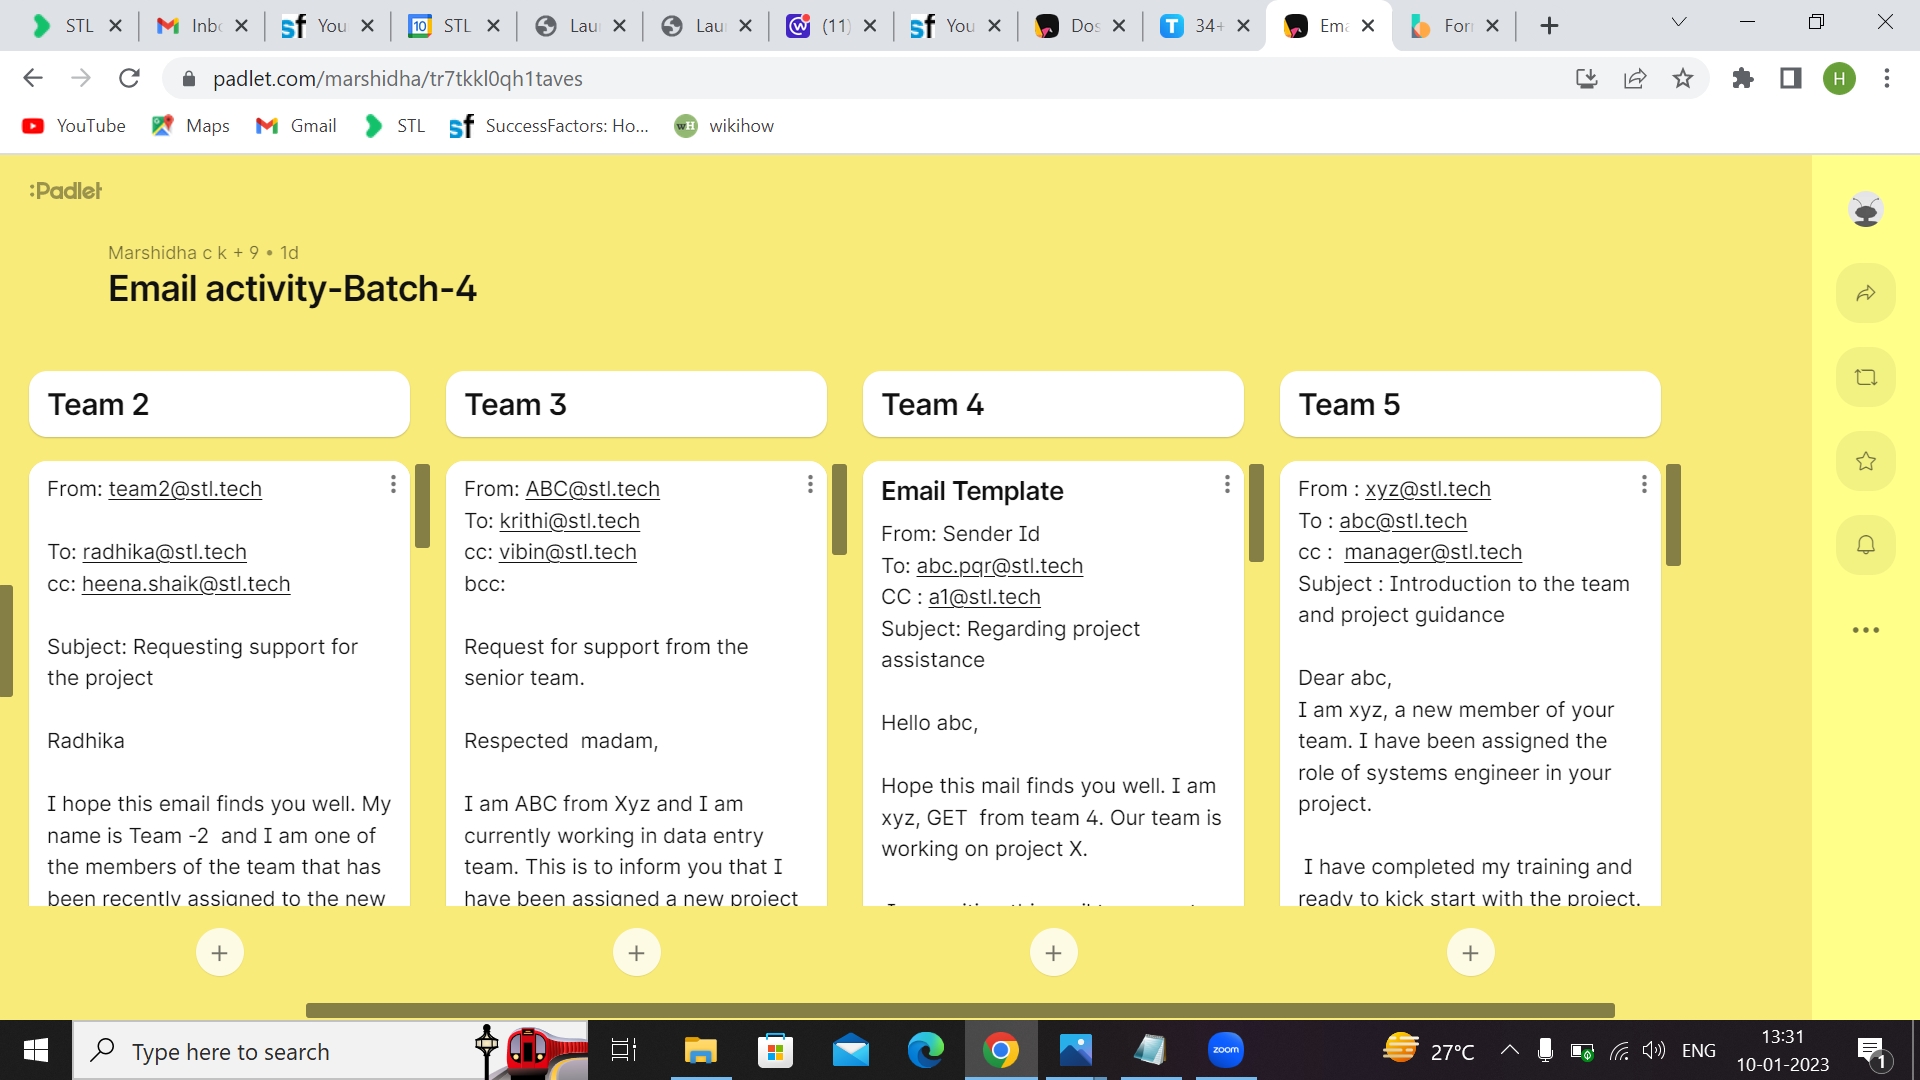 STL
Inbc
You
STL
Lau
Lau
(11)
You
Dos
34+
Ema
For
padlet.com/marshidha/tr7tkkl0qh1taves
H
YouTube
Maps
Gmail
STL
SuccessFactors: Ho...
wikihow
:Padlet
Marshidha c k + 9 • 1d
Email activity-Batch-4
Team 2
From: team2@stl.tech
To: radhika@stl.tech
cc: heena.shaik@stl.tech
Subject: Requesting support for
the project
Radhika
I hope this email finds you well. My
name is Team -2  and I am one of
the members of the team that has
been recently assigned to the new
Team 3
From: ABC@stl.tech
To: krithi@stl.tech
cc: vibin@stl.tech
bcc:
Request for support from the
senior team.
Respected  madam,
I am ABC from Xyz and I am
currently working in data entry
team. This is to inform you that I
have been assigned a new project
Team 4
Email Template
From: Sender Id
To: abc.pqr@stl.tech
CC : a1@stl.tech
Subject: Regarding project
assistance
Hello abc,
Hope this mail finds you well. I am
xyz, GET  from team 4. Our team is
working on project X.
Team 5
From : xyz@stl.tech
To : abc@stl.tech
cc :  manager@stl.tech
Subject : Introduction to the team
and project guidance
Dear abc,
I am xyz, a new member of your
team. I have been assigned the
role of systems engineer in your
project.
I have completed my training and
ready to kick start with the project.
Type here to search
zoom
27°C
ENG
13:31
10-01-2023
1